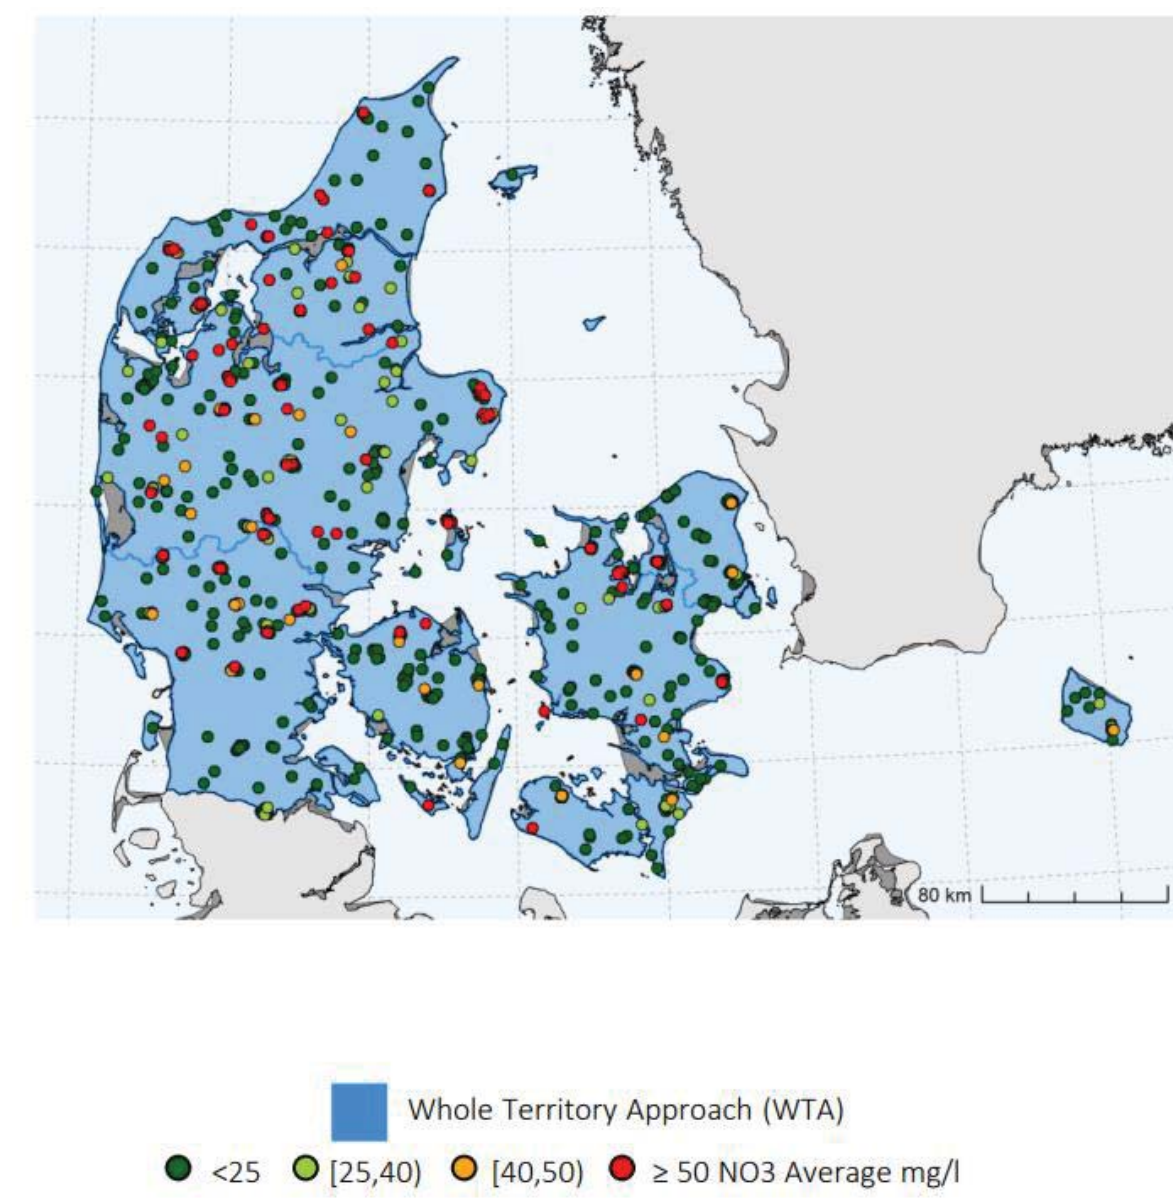 80 km
Whole Territory Approach (WTA)
<25 [25,40) [40,50) ≥ 50 NO3 Average mg/l